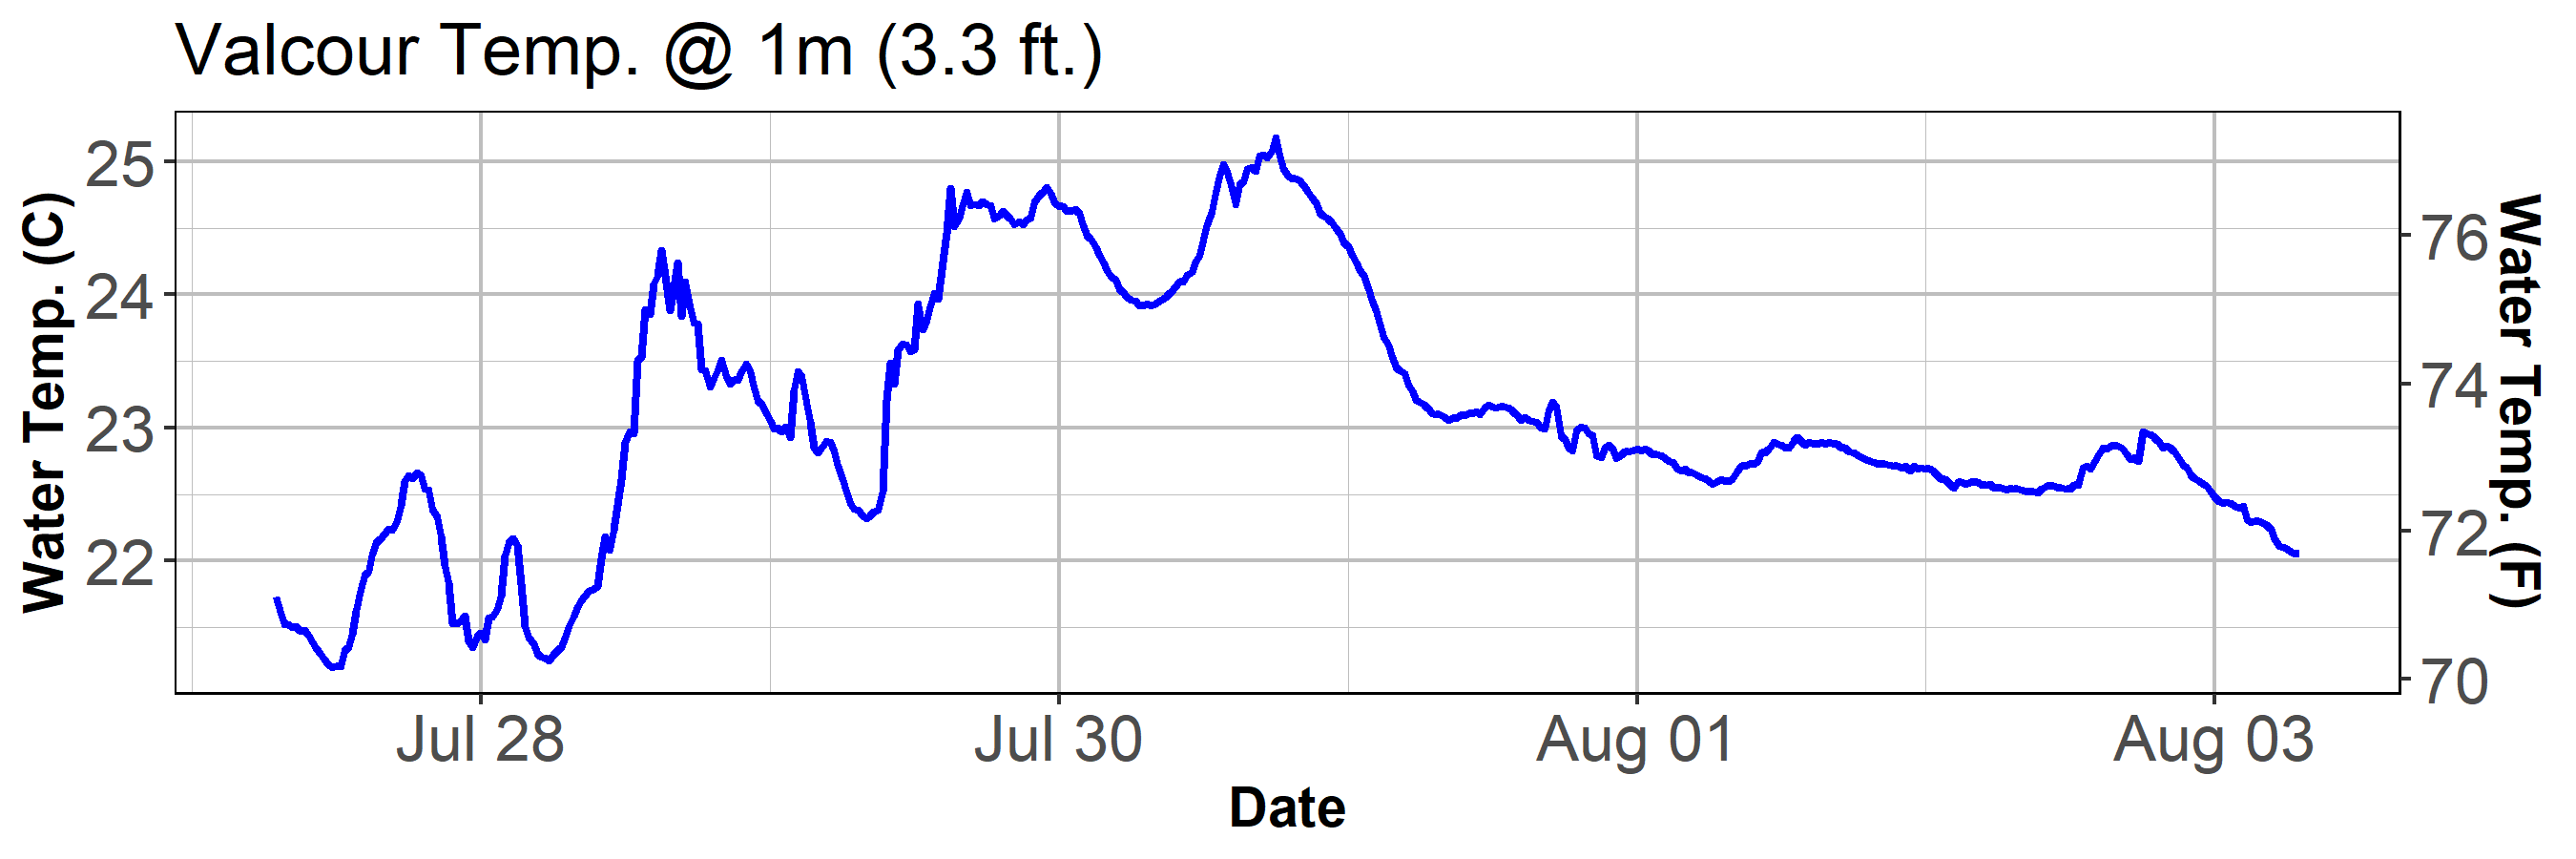 Valcour Temp. @ 1m (3.3 ft.)
Water Temp. (C)
25
24
23
22
76
74
72
70
Water Temp. (F)
Jul 28
Jul 30
Aug 01
Aug 03
Date